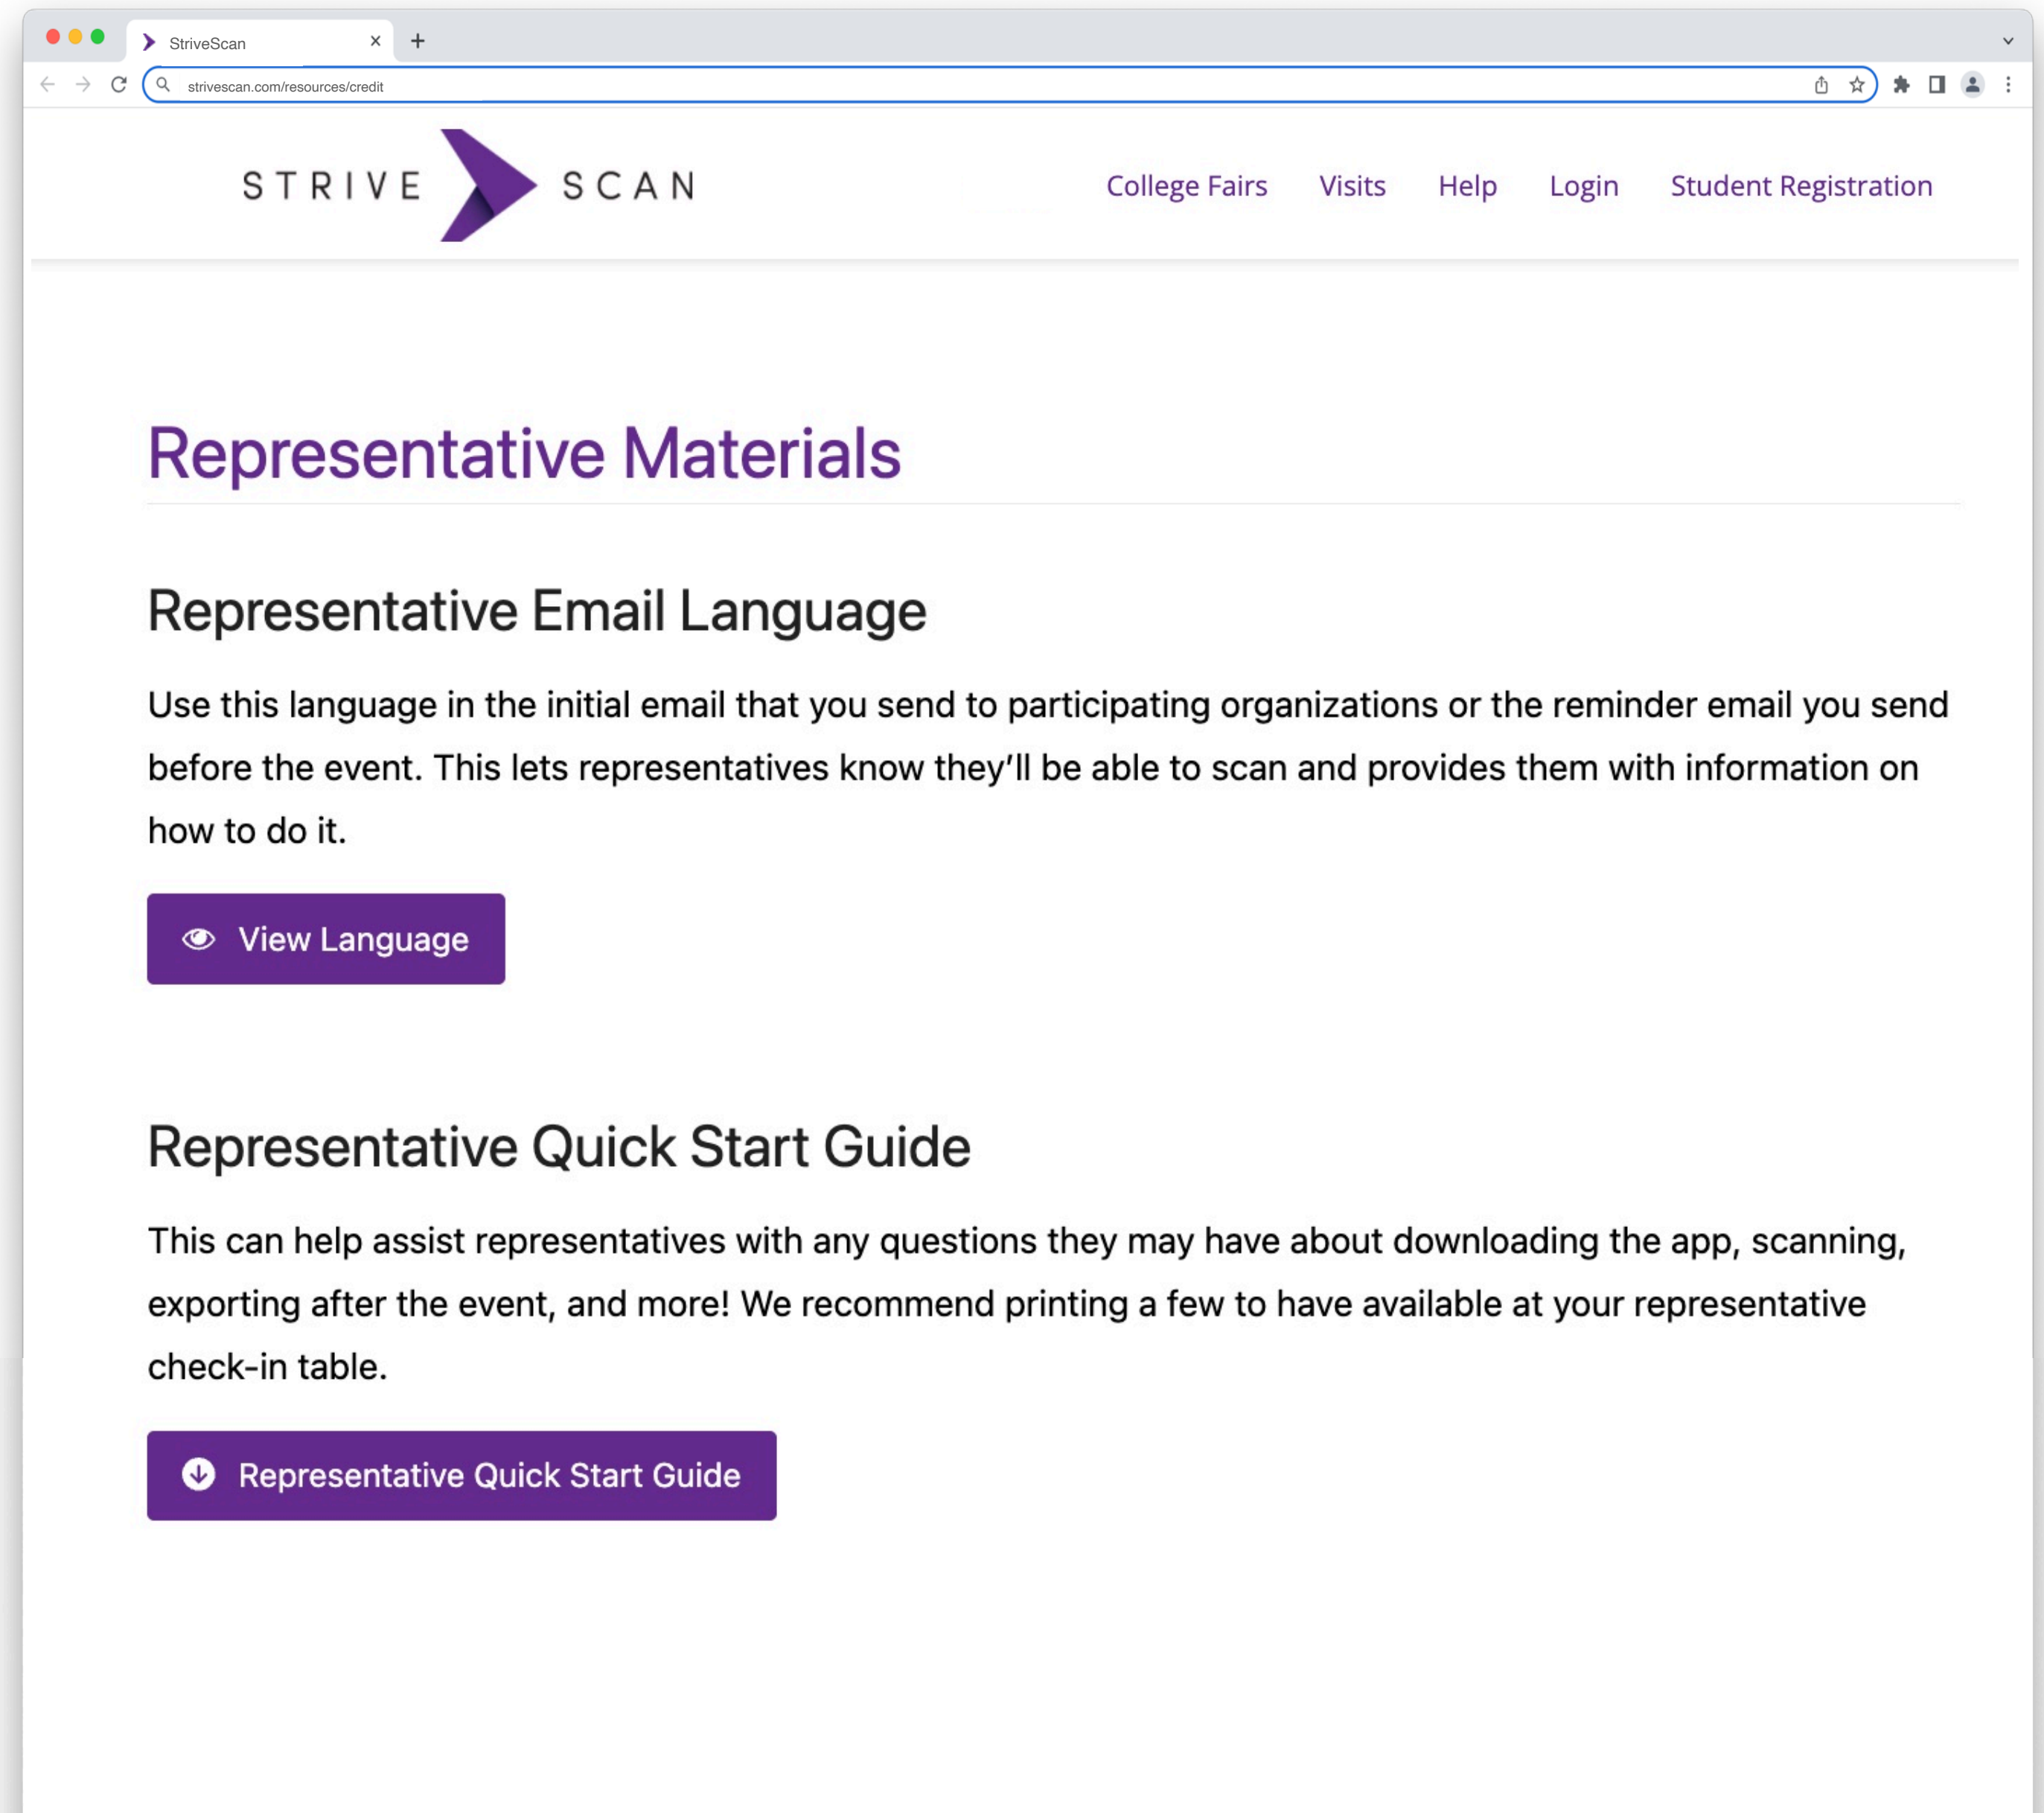 StriveScan
strivescan.com/resources/credit
STRIVE SCAN
College Fairs Visits Help Login Student Registration
Representative Materials
Representative Email Language
Use this language in the initial email that you send to participating organizations or the reminder email you send
before the event. This lets representatives know they’ll be able to scan and provides them with information on
how to do it.
View Language
Representative Quick Start Guide
This can help assist representatives with any questions they may have about downloading the app, scanning,
exporting after the event, and more! We recommend printing a few to have available at your representative
check-in table.
Representative Quick Start Guide